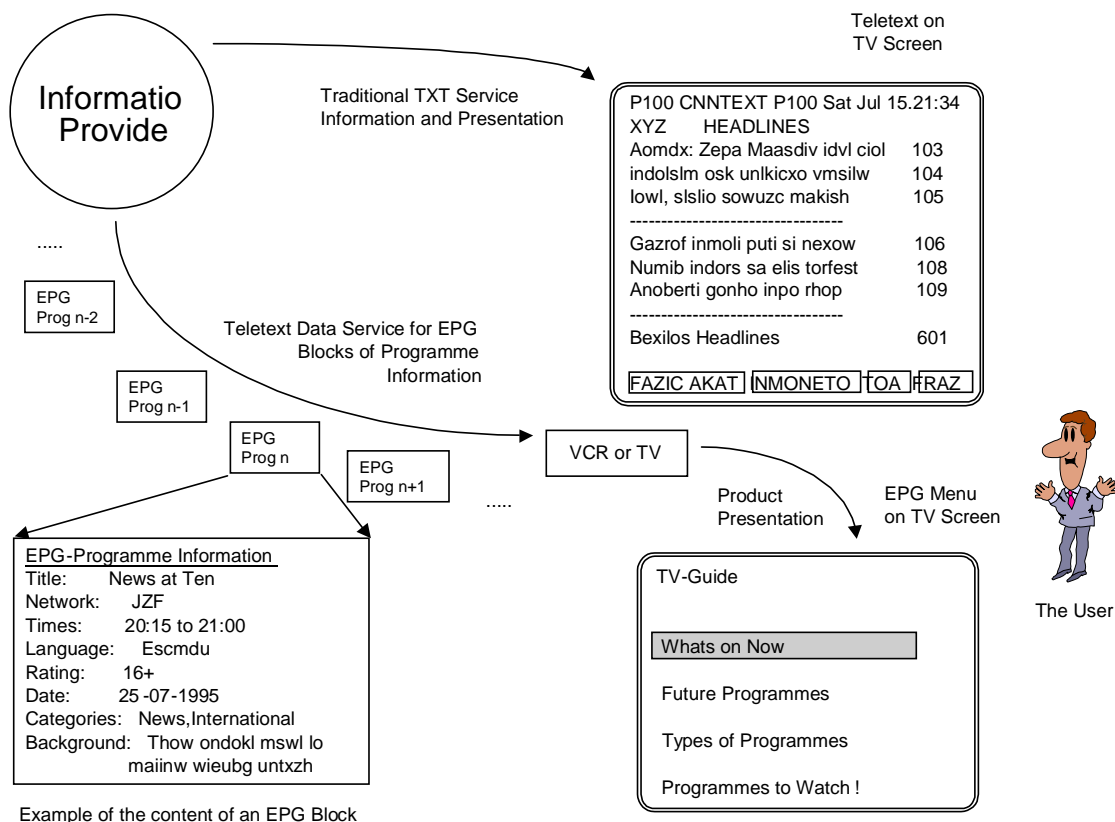 Informatio
Provide
Traditional TXT Service
Information and Presentation
Teletext on
TV Screen
P100 CNNTEXT P100 Sat Jul 15.21:34
XYZ HEADLINES
Aomdx: Zepa Maasdiv idvl ciol 103
indolslm osk unlkicxo vmsilw 104
Iowl, slslio sowuzc makish 105
----------------------------------
Gazrof inmoli puti si nexow 106
Numib indors sa elis torfest 108
Anoberti gonho inpo rhop 109
----------------------------------
Bexilos Headlines 601
FAZIC AKAT INMONETO TOA FRAZ
.....
EPG
Prog n-2
Teletext Data Service for EPG
Blocks of Programme
Information
EPG
Prog n-1
EPG
Prog n
EPG
Prog n+1
.....
VCR or TV
Product
Presentation
EPG Menu
on TV Screen
The User
EPG-Programme Information
Title: News at Ten
Network: JZF
Times: 20:15 to 21:00
Language: Escmdu
Rating: 16+
Date: 25-07-1995
Categories: News,International
Background: Thow ondokl mswl lo
maiinw wieubg untxzh
Example of the content of an EPG Block
TV-Guide
Whats on Now
Future Programmes
Types of Programmes
Programmes to Watch !